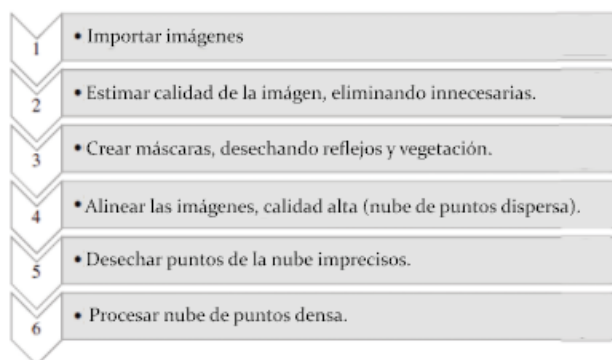 1 • Importar imágenes
2 • Estimar calidad de la imágen, eliminando innecesarias.
3 • Crear máscaras, desechando reflejos y vegetación.
4 • Alinear las imágenes, calidad alta (nube de puntos dispersa).
5 • Desechar puntos de la nube imprecisos.
6 • Procesar nube de puntos densa.